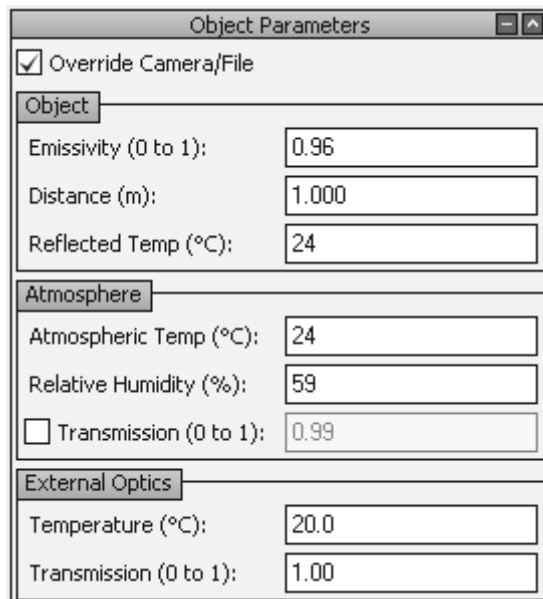 Object Parameters
Override Camera/File
Object
Emissivity (0 to 1): 0.96
Distance (m): 1.000
Reflected Temp (°C): 24
Atmosphere
Atmospheric Temp (°C): 24
Relative Humidity (%): 59
Transmission (0 to 1): 0.99
External Optics
Temperature (°C): 20.0
Transmission (0 to 1): 1.00